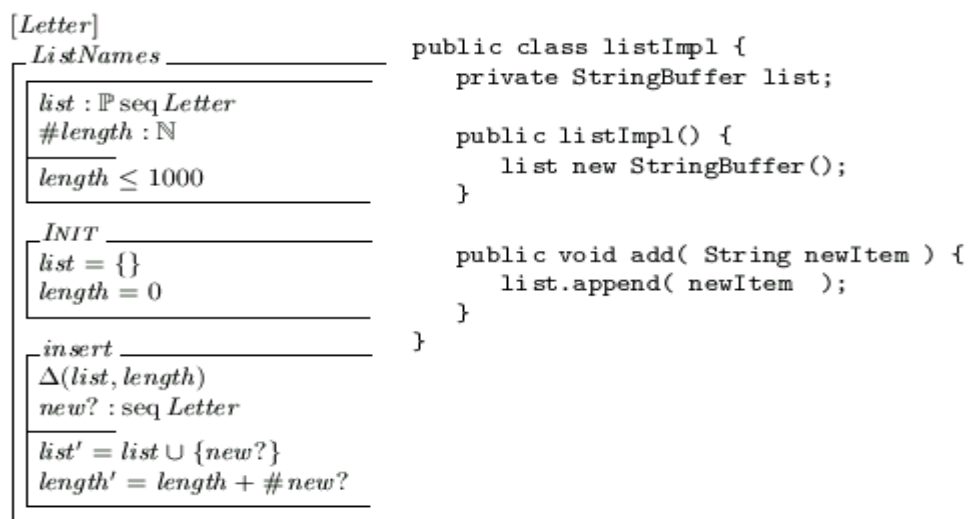 [Letter]
ListNames
list : ℙ seq Letter
#length : ℕ
length ≤ 1000
INIT
list = {}
length = 0
insert
Δ(list, length)
new? : seq Letter
list′ = list ∪ {new?}
length′ = length + # new?
public class listImpl {
private StringBuffer list;
public listImpl() {
list new StringBuffer();
}
public void add( String newItem ) {
list.append( newItem );
}
}